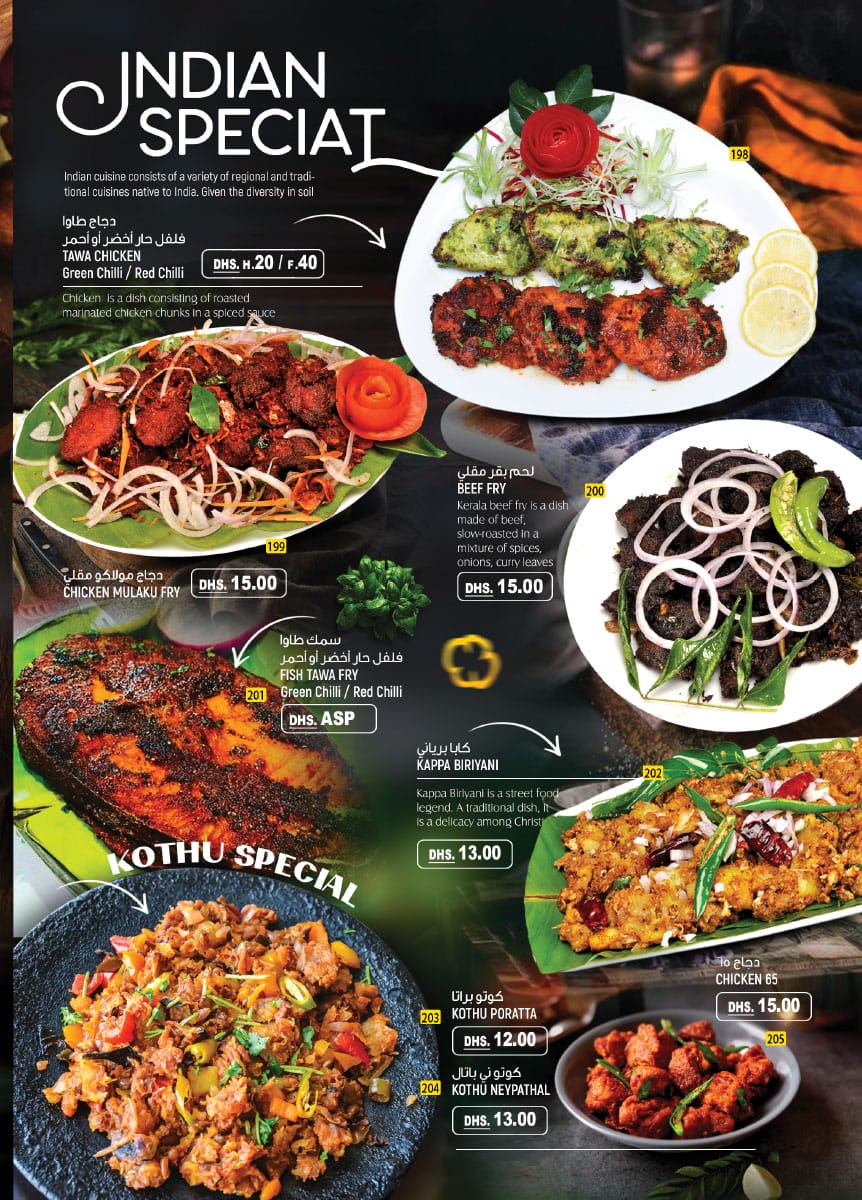 INDIAN
SPECIAL
Indian cuisine consists of a variety of regional and tradi-
tional cuisines native to India. Given the diversity in soil
198
دجاج طاوا
فلفل حار أخضر أو أحمر
TAWA CHICKEN
Green Chilli / Red Chilli
DHS. H.20 / F.40
Chicken is a dish consisting of roasted
marinated chicken chunks in a spiced sauce
199
دجاج مولاكو مقلي
CHICKEN MULAKU FRY
DHS. 15.00
لحم بقر مقلي
BEEF FRY
200
Kerala beef fry is a dish
made of beef,
slow-roasted in a
mixture of spices,
onions, curry leaves
DHS. 15.00
سمك طاوا
فلفل حار أخضر أو أحمر
FISH TAWA FRY
201
Green Chilli / Red Chilli
DHS. ASP
كابا برياني
KAPPA BIRIYANI
202
Kappa Biriyani is a street food
legend. A traditional dish, it
is a delicacy among Christi
DHS. 13.00
KOTHU SPECIAL
203
كوتو براتا
KOTHU PORATTA
DHS. 12.00
204
كوتو ني باتال
KOTHU NEYPATHAL
DHS. 13.00
دجاج ٦٥
CHICKEN 65
DHS. 15.00
205